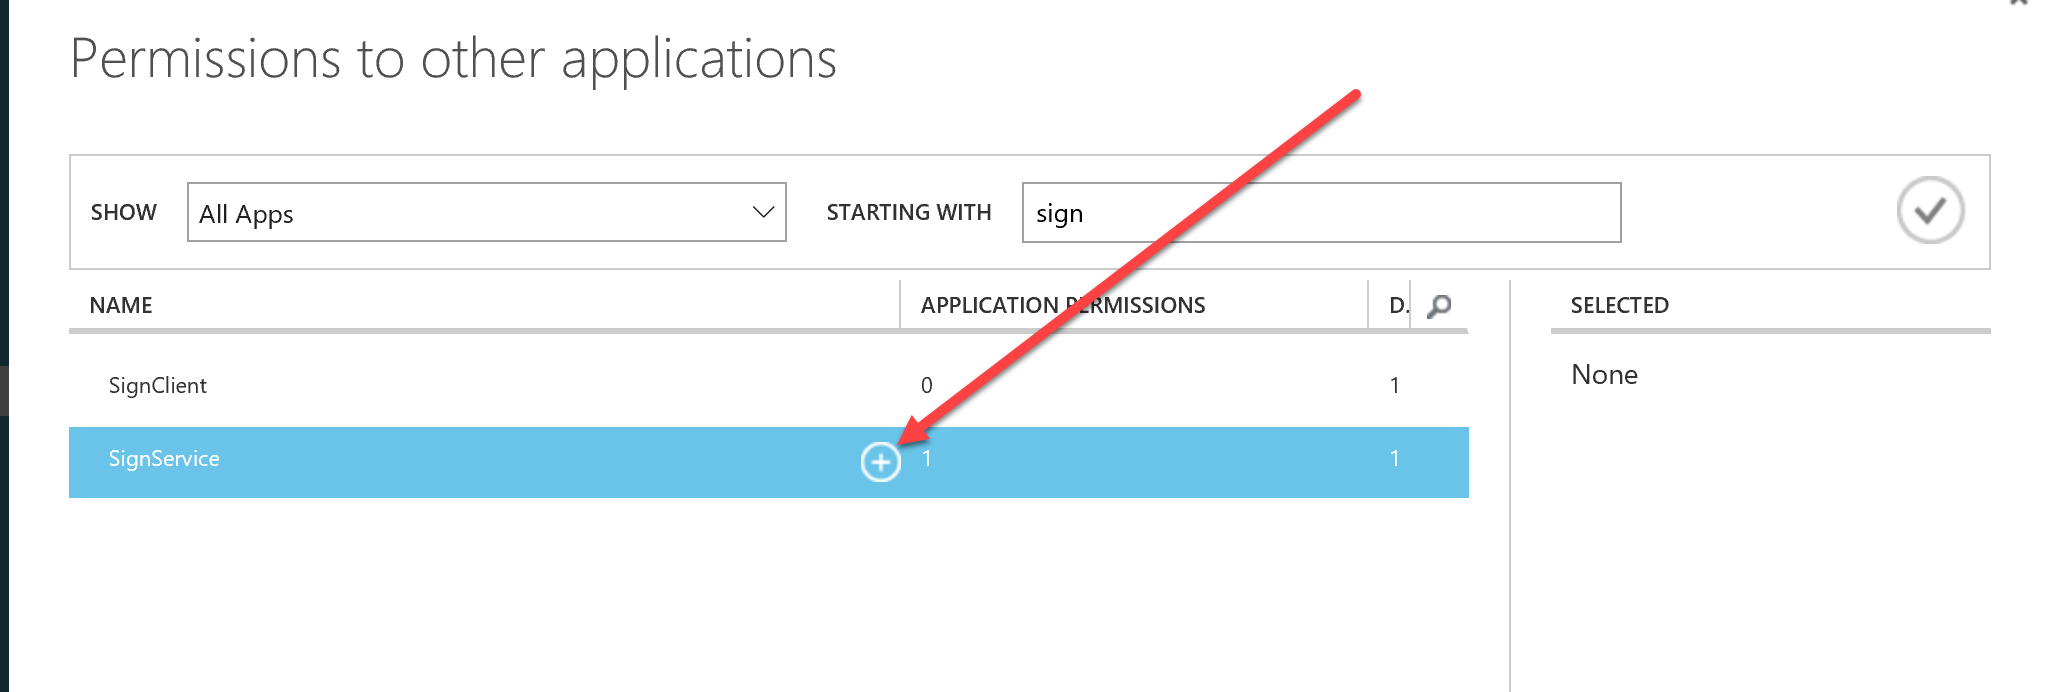 Permissions to other applications
SHOW All Apps STARTING WITH sign
NAME APPLICATION PERMISSIONS D. SELECTED
SignClient 0 1 None
SignService 1 1